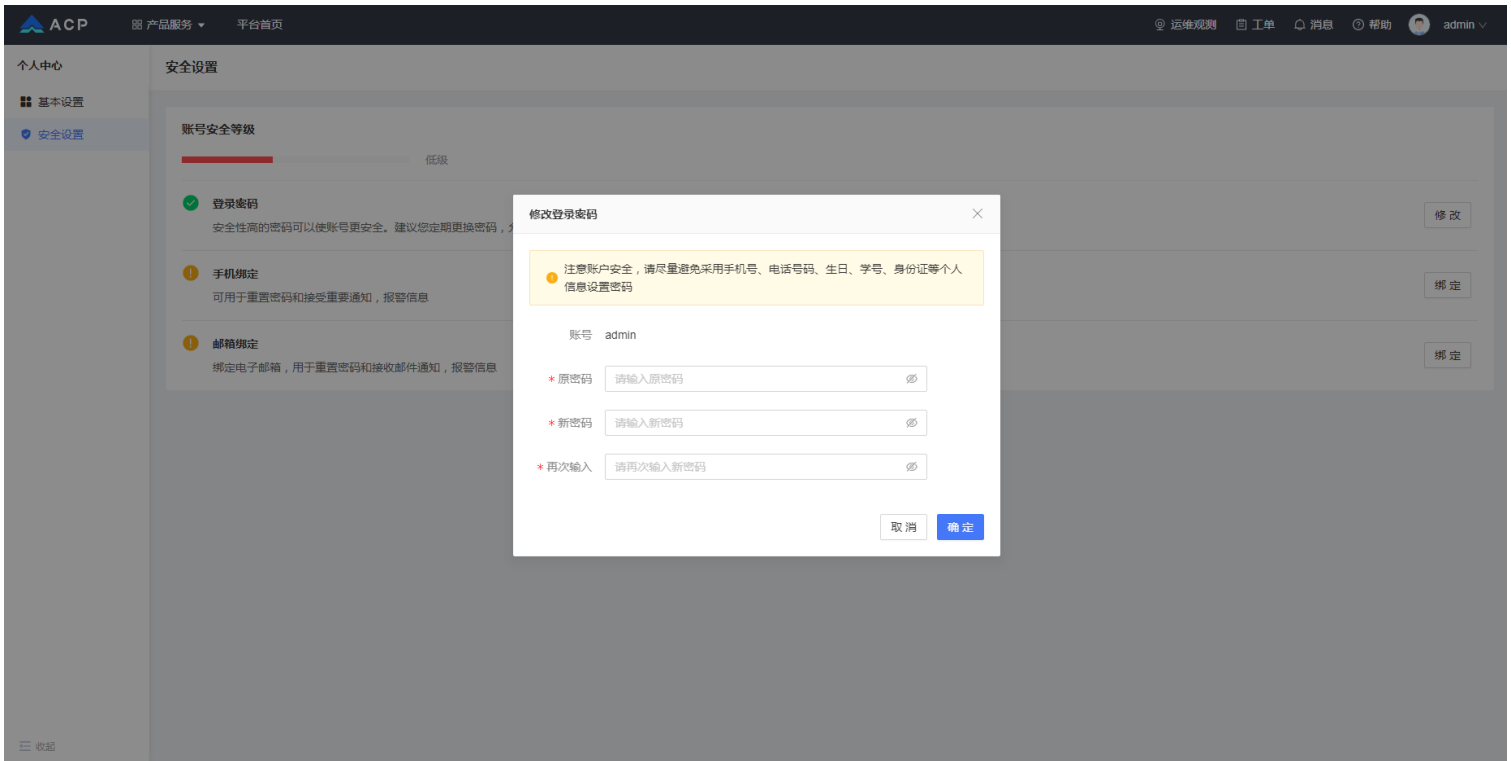 ACP
产品服务
平台首页
运维观测
工单
消息
帮助
admin
个人中心
基本设置
安全设置
收起
安全设置
账号安全等级
低级
登录密码
安全性高的密码可以使账号更安全。建议您定期更换密码，
修 改
手机绑定
可用于重置密码和接受重要通知，报警信息
绑 定
邮箱绑定
绑定电子邮箱，用于重置密码和接收邮件通知，报警信息
绑 定
修改登录密码
注意账户安全，请尽量避免采用手机号、电话号码、生日、学号、身份证等个人
信息设置密码
账号 admin
* 原密码 请输入原密码
* 新密码 请输入新密码
* 再次输入 请再次输入新密码
取 消
确 定